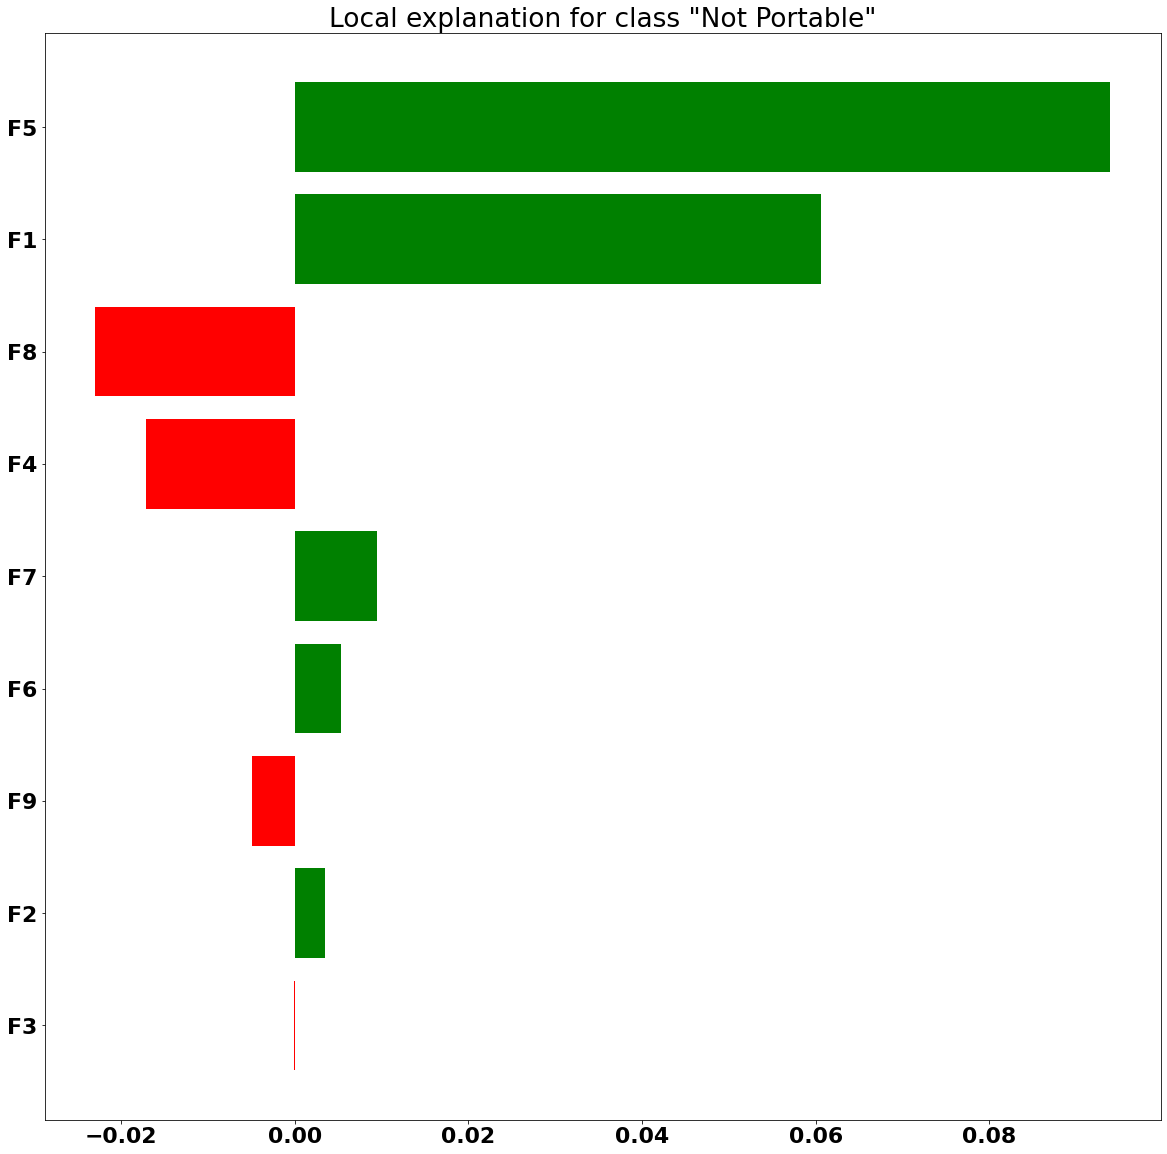 Local explanation for class "Not Portable"
F5
F1
F8
F4
F7
F6
F9
F2
F3
−0.02 0.00 0.02 0.04 0.06 0.08